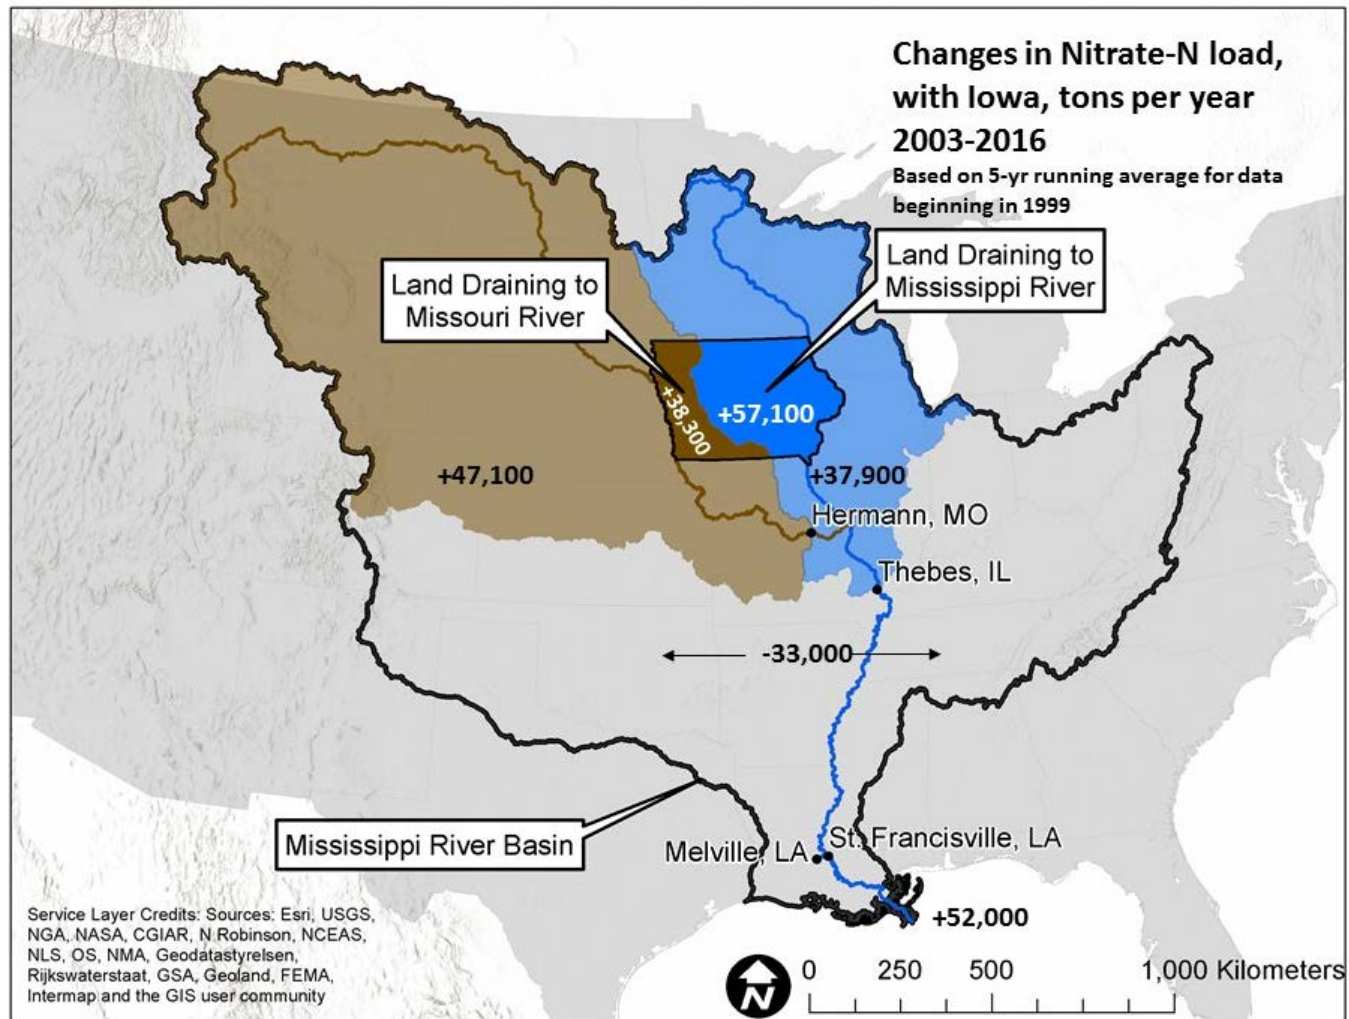 Changes in Nitrate-N load,
with Iowa, tons per year
2003-2016
Based on 5-yr running average for data
beginning in 1999
Land Draining to
Mississippi River
Land Draining to
Missouri River
+38,300
+57,100
+47,100
+37,900
Hermann, MO
Thebes, IL
-33,000
Mississippi River Basin
Melville, LA
St. Francisville, LA
+52,000
Service Layer Credits: Sources: Esri, USGS,
NGA, NASA, CGIAR, N Robinson, NCEAS,
NLS, OS, NMA, Geodatastyrelsen,
Rijkswaterstaat, GSA, Geoland, FEMA,
Intermap and the GIS user community
N
0 250 500 1,000 Kilometers